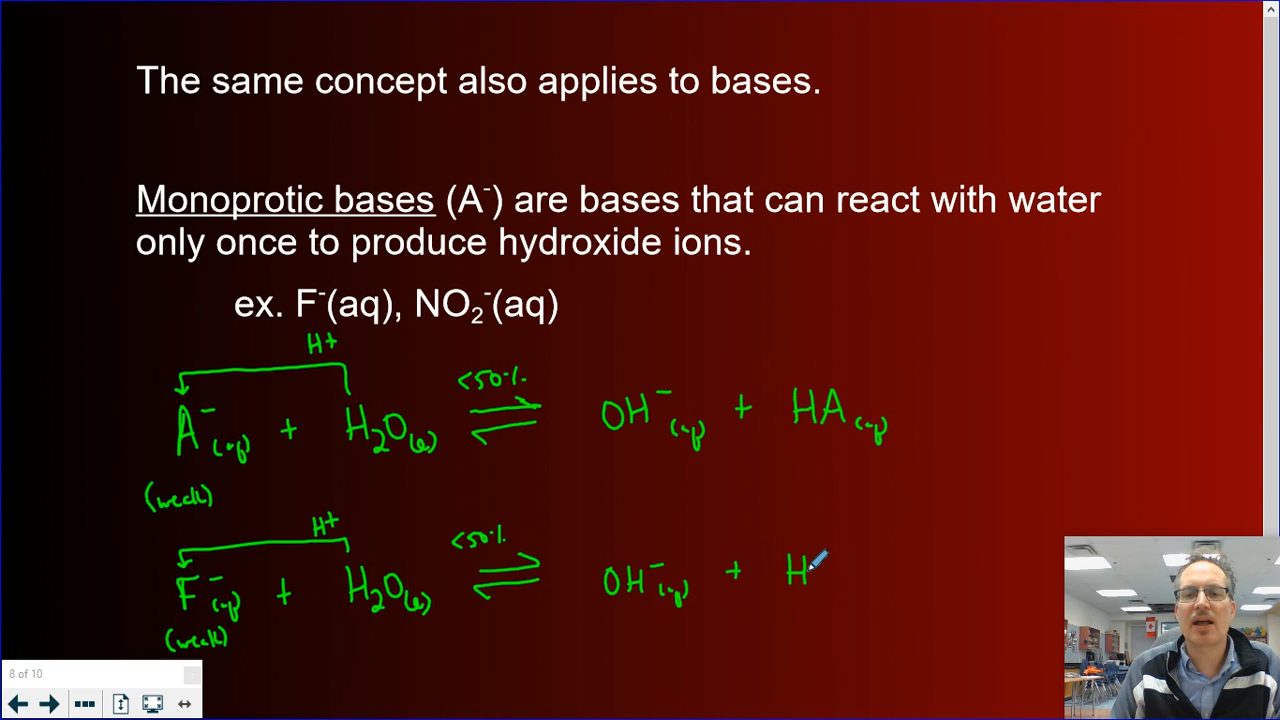 The same concept also applies to bases.
Monoprotic bases (A⁻) are bases that can react with water
only once to produce hydroxide ions.
ex. F⁻(aq), NO₂⁻(aq)
H+
<50%
A⁻(aq) + H₂O(l) ⇌ OH⁻(aq) + HA(aq)
(weak)
H+
<50%
F⁻(aq) + H₂O(l) ⇌ OH⁻(aq) + H
(weak)
8 of 10